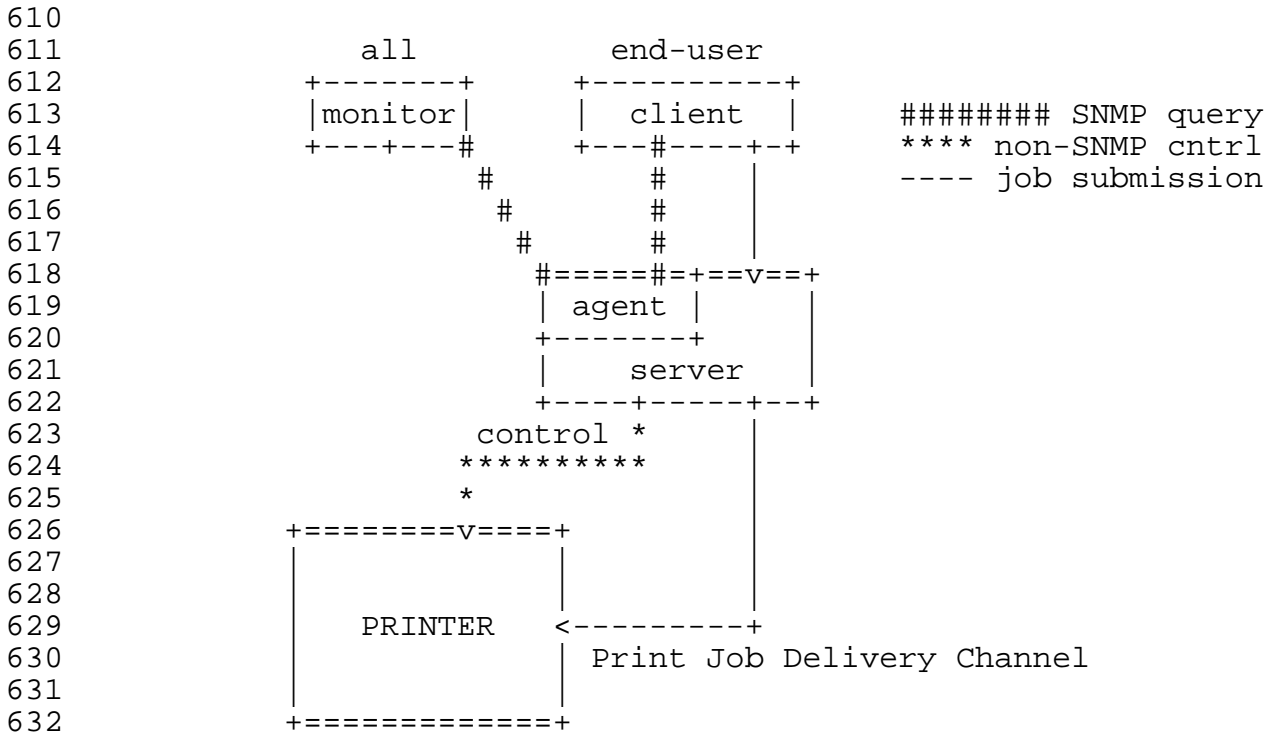 610
611                all            end-user
612             +-------+     +----------+
613             |monitor|     |  client  |     ######## SNMP query
614             +---+---#     +---#----+-+     **** non-SNMP cntrl
615                      #        #    |       ---- job submission
616                       #       #    |
617                        #      #    |
618                         #=====#=+==v==+
619                         | agent |     |
620                         +-------+     |
621                         |    server   |
622                         +----+-----+--+
623                      control *     |
624                     **********     |
625                     *              |
626            +========v====+         |
627            |             |         |
628            |             |         |
629            |   PRINTER   <---------+
630            |             | Print Job Delivery Channel
631            |             |
632            +=============+